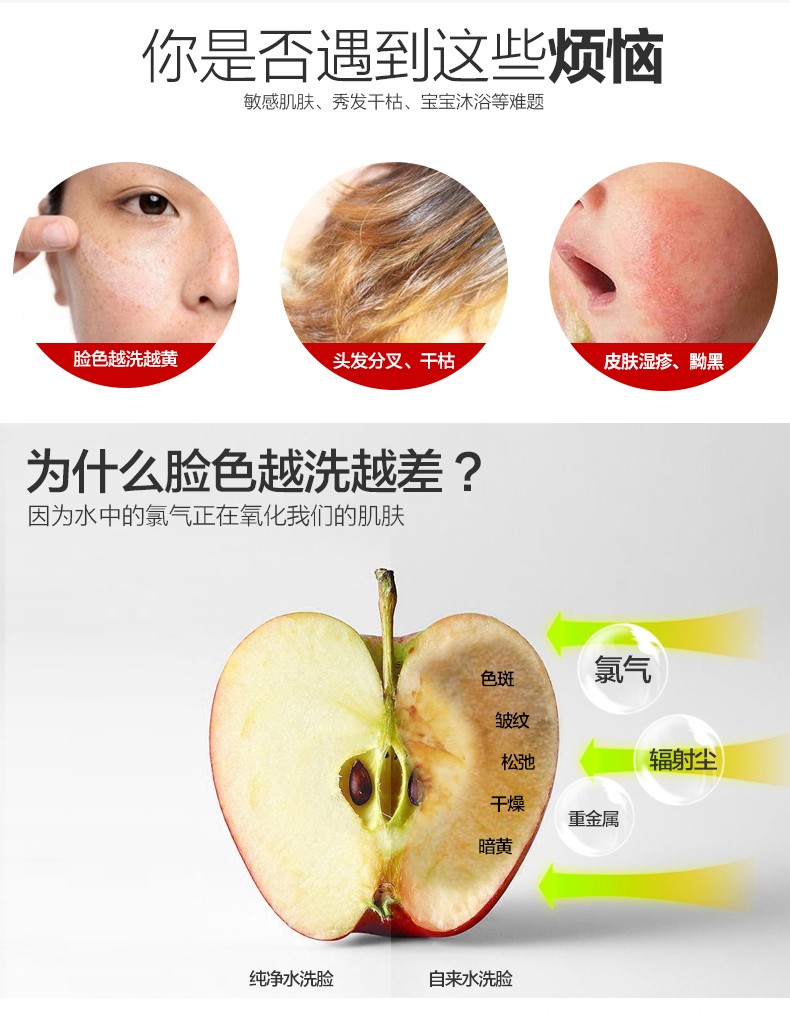 你是否遇到这些烦恼
敏感肌肤、秀发干枯、宝宝沐浴等难题
脸色越洗越黄
头发分叉、干枯
皮肤湿疹、黝黑
为什么脸色越洗越差？
因为水中的氯气正在氧化我们的肌肤
氯气
色斑
皱纹
松弛
辐射尘
干燥
重金属
暗黄
纯净水洗脸
自来水洗脸